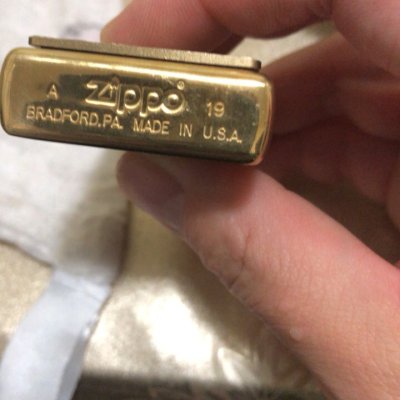 A Zippo 19
BRADFORD.PA. MADE IN U.S.A.